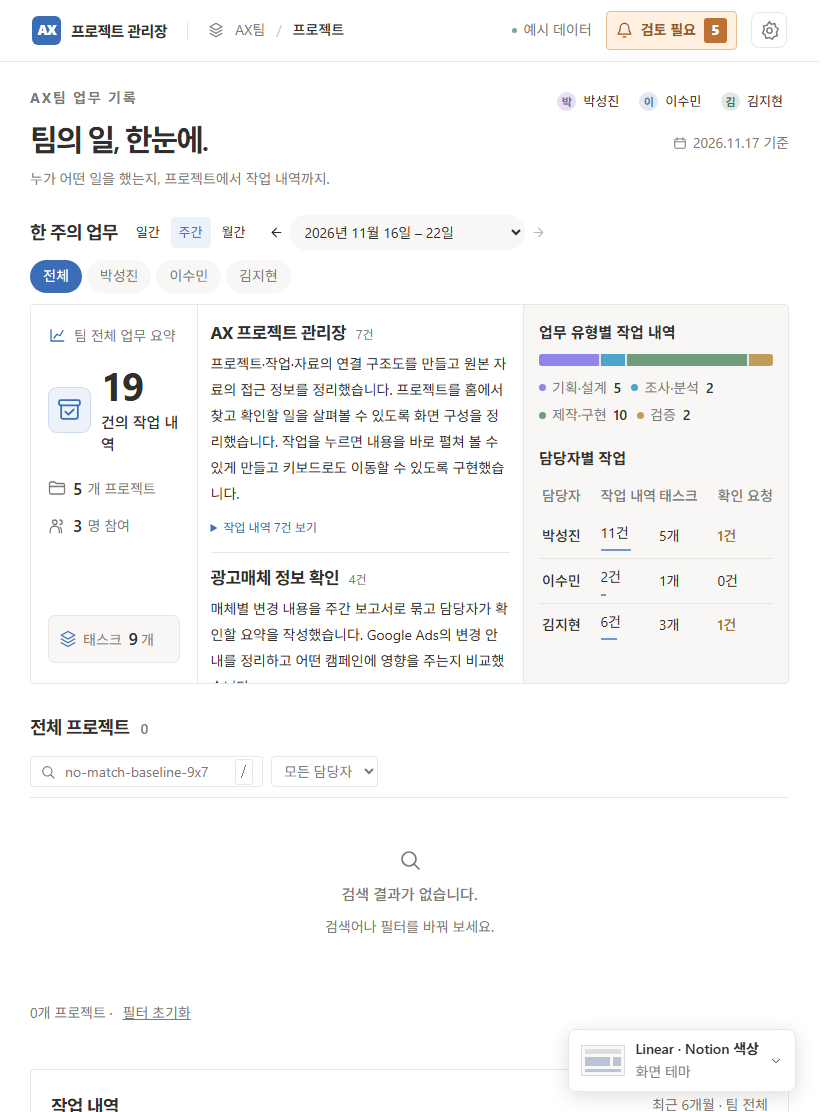 AX 프로젝트 관리장 AX팀 / 프로젝트 예시 데이터 검토 필요 5
AX팀 업무 기록
박 박성진 이 이수민 김 김지현
팀의 일, 한눈에.
2026.11.17 기준
누가 어떤 일을 했는지, 프로젝트에서 작업 내역까지.
한 주의 업무 일간 주간 월간 ← 2026년 11월 16일 – 22일 →
전체 박성진 이수민 김지현
팀 전체 업무 요약
19
건의 작업 내
역
5 개 프로젝트
3 명 참여
태스크 9 개
AX 프로젝트 관리장 7건
프로젝트·작업·자료의 연결 구조도를 만들고 원본 자
료의 접근 정보를 정리했습니다. 프로젝트를 홈에서
찾고 확인할 일을 살펴볼 수 있도록 화면 구성을 정
리했습니다. 작업을 누르면 내용을 바로 펼쳐 볼 수
있게 만들고 키보드로도 이동할 수 있도록 구현했습
니다.
작업 내역 7건 보기
광고매체 정보 확인 4건
매체별 변경 내용을 주간 보고서로 묶고 담당자가 확
인할 요약을 작성했습니다. Google Ads의 변경 안
내를 정리하고 어떤 캠페인에 영향을 주는지 비교했
업무 유형별 작업 내역
기획·설계 5 조사·분석 2
제작·구현 10 검증 2
담당자별 작업
담당자 작업 내역 태스크 확인 요청
박성진 11건 5개 1건
이수민 2건 1개 0건
김지현 6건 3개 1건
전체 프로젝트 0
no-match-baseline-9x7 / 모든 담당자
검색 결과가 없습니다.
검색어나 필터를 바꿔 보세요.
0개 프로젝트 · 필터 초기화
Linear · Notion 색상
화면 테마
작업 내역 최근 6개월 · 팀 전체